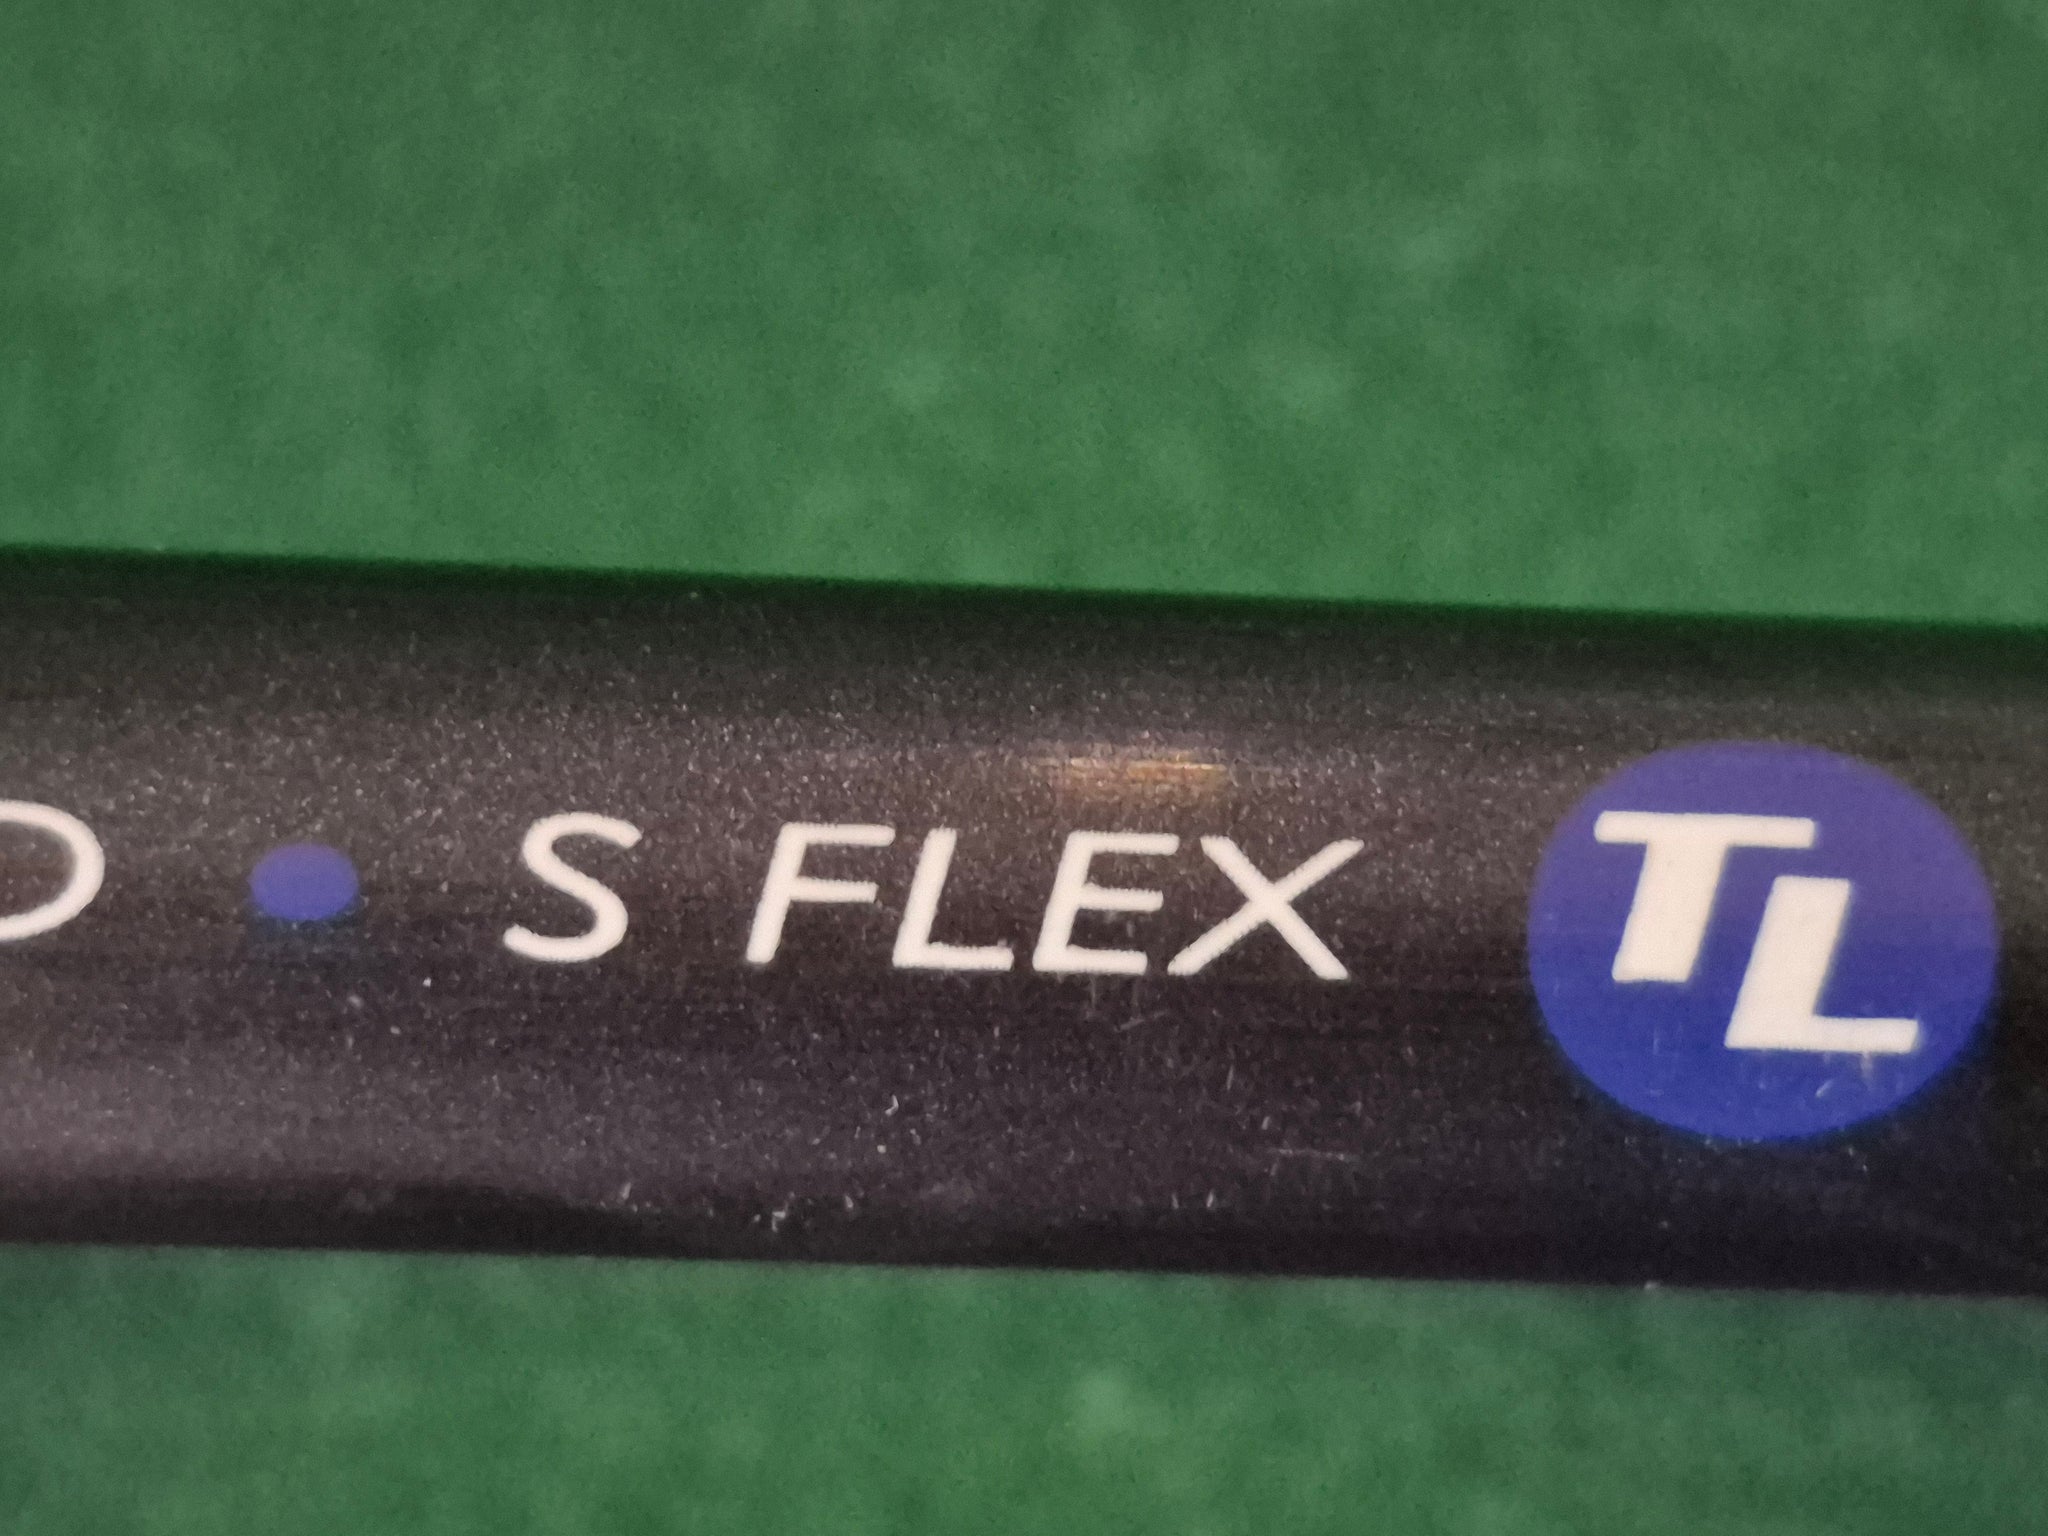 O • S FLEX TL